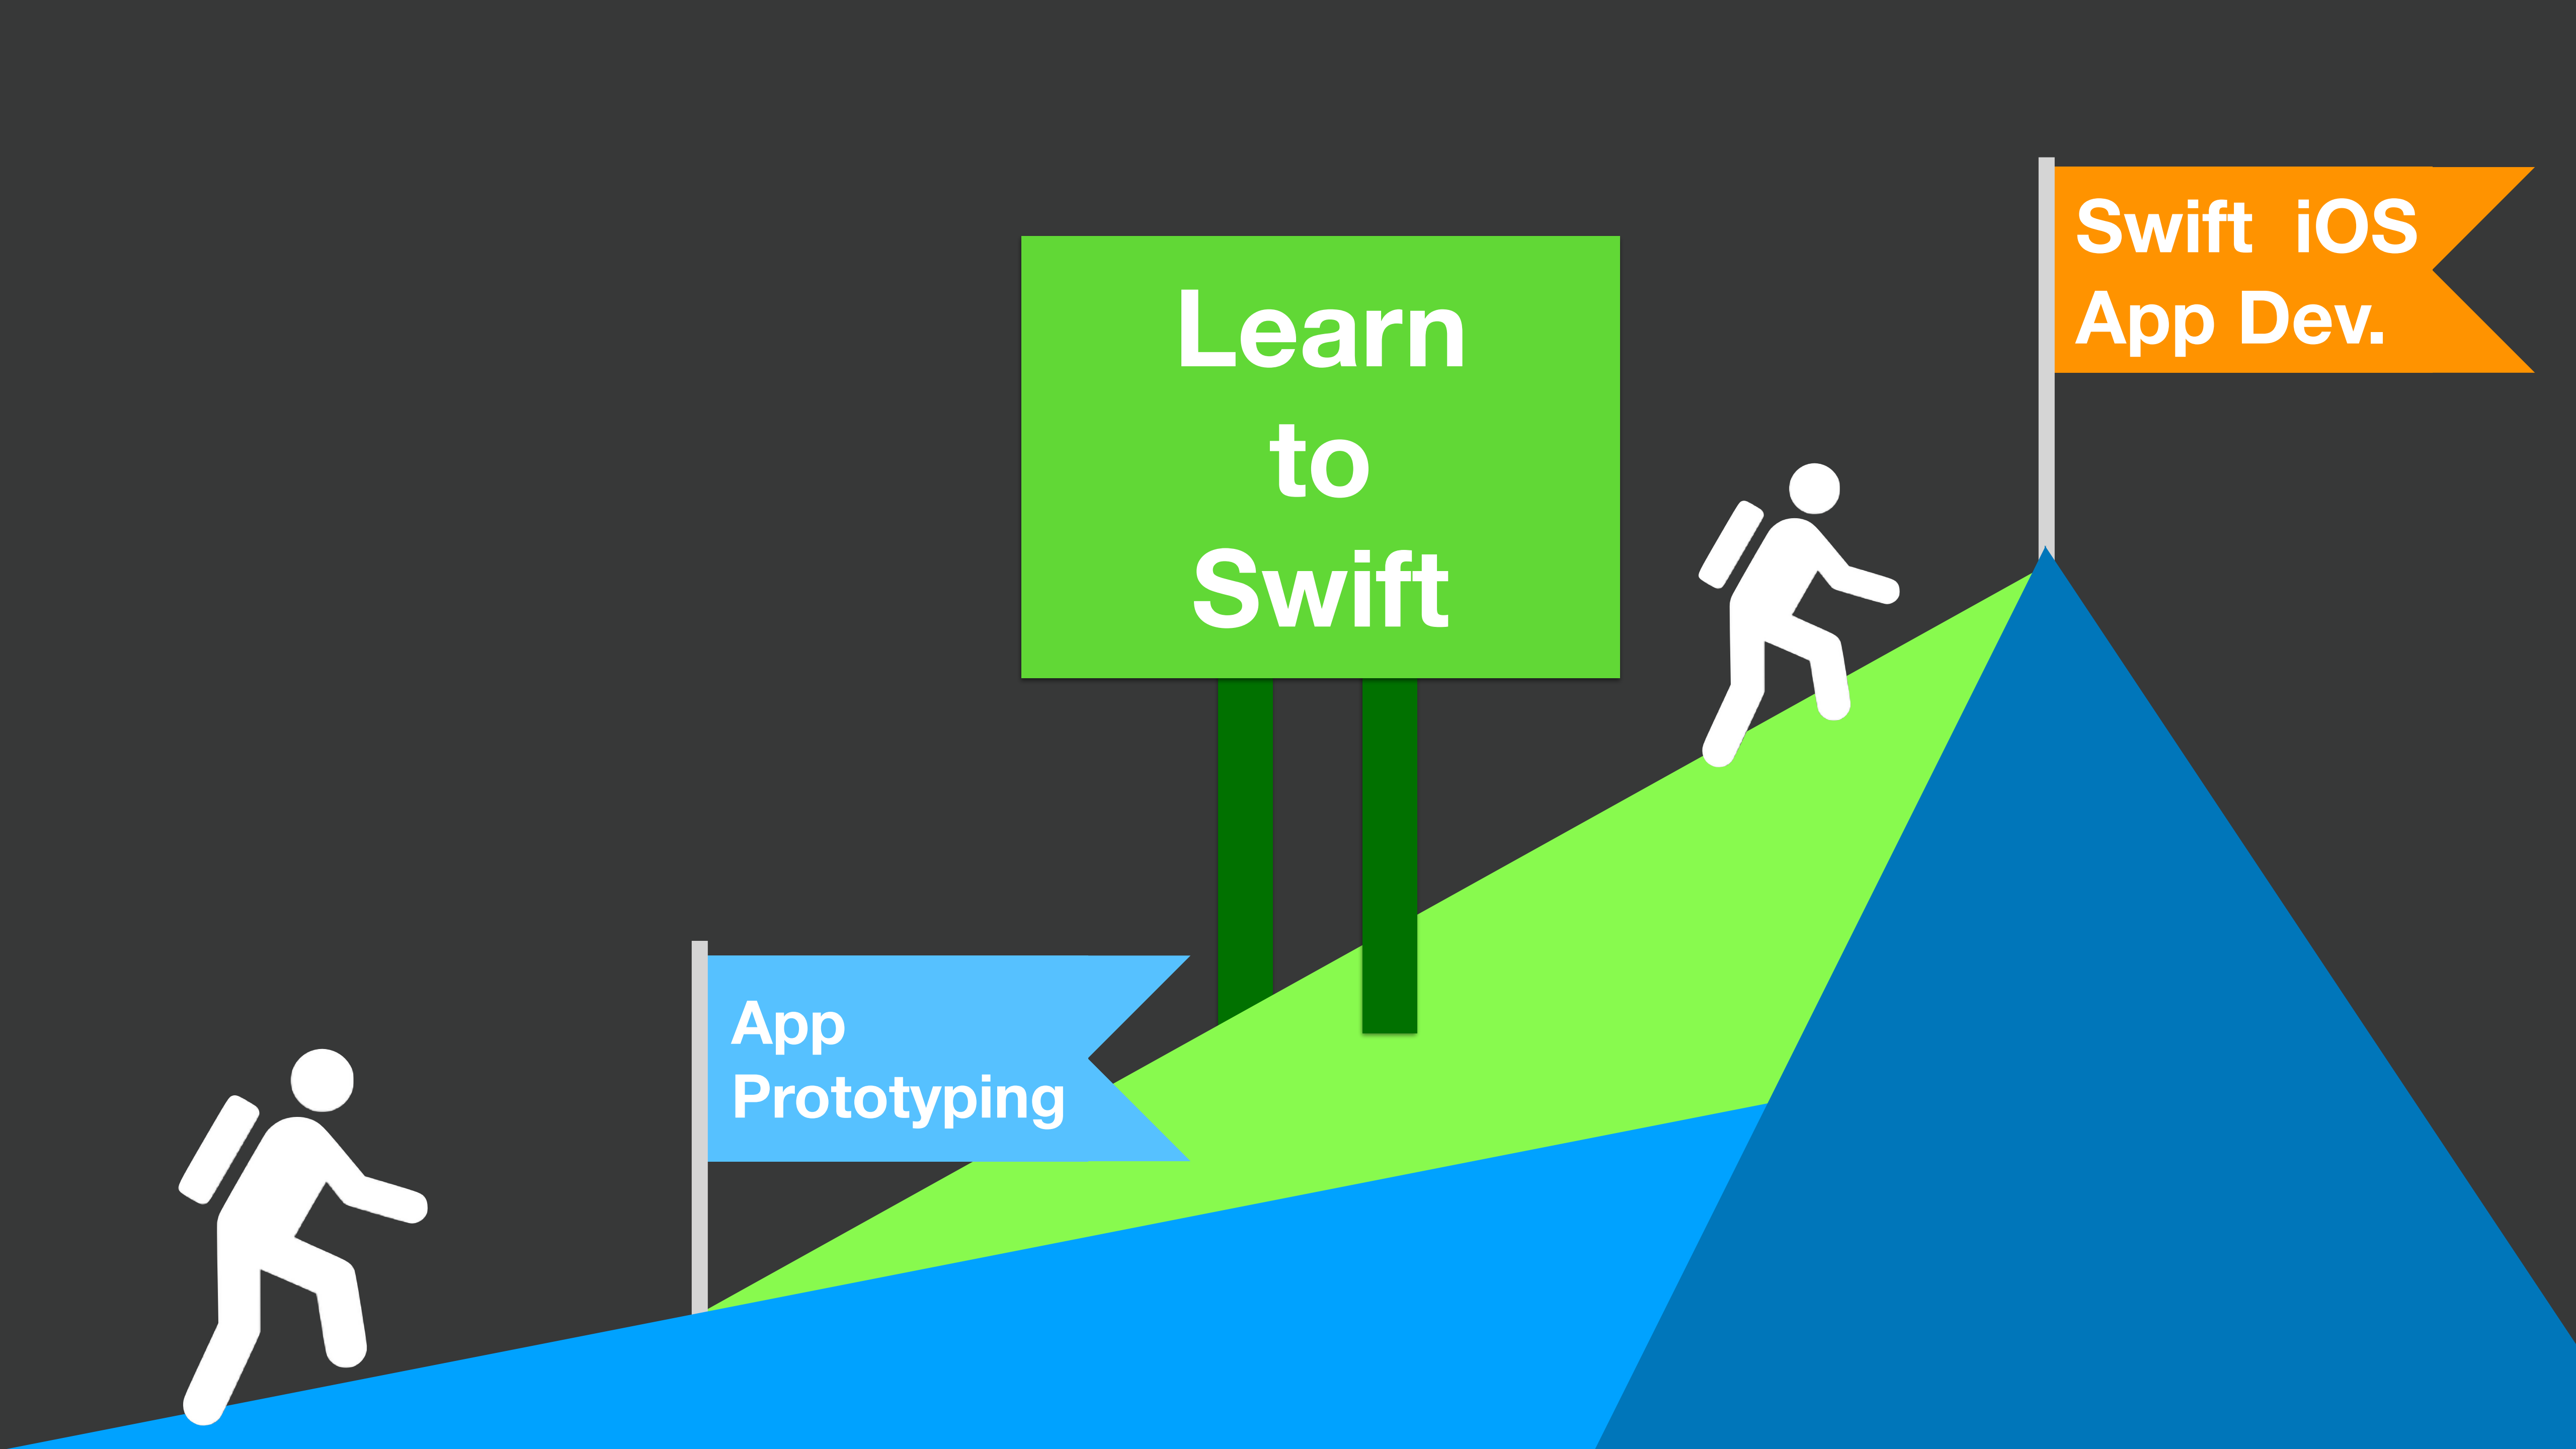 Learn
to
Swift
Swift  iOS
App Dev.
App
Prototyping